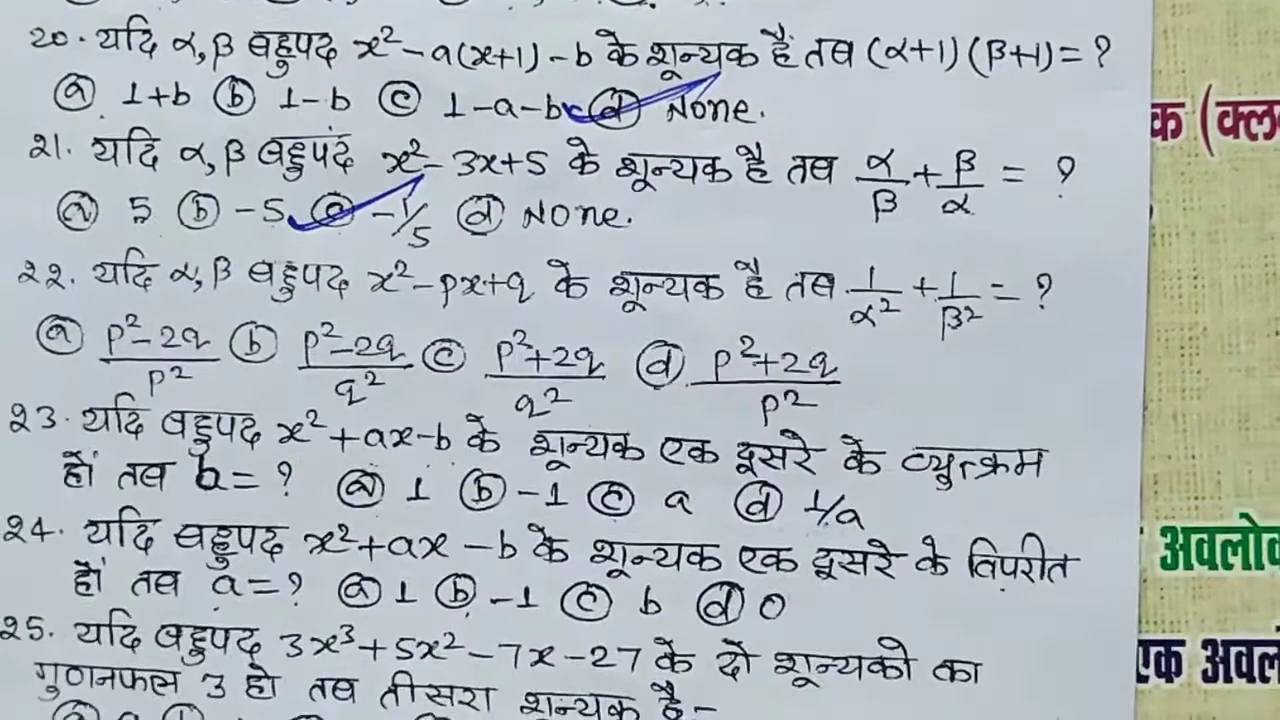 20. यदि α,β बहुपद x² - a(x+1) - b के शून्यक हैं तब (α+1) (β+1) = ?
ⓐ 1+b ⓑ 1-b ⓒ 1-a-b ⓓ None.
21. यदि α,β बहुपद x² - 3x+5 के शून्यक है तब α/β + β/α = ?
ⓐ 5 ⓑ -5 ⓒ -1/5 ⓓ None.
22. यदि α,β बहुपद x² - px+q के शून्यक है तब 1/α² + 1/β² = ?
ⓐ p²-2q/p² ⓑ p²-2q/q² ⓒ p²+2q/q² ⓓ p²+2q/p²
23. यदि बहुपद x² + ax - b के शून्यक एक दूसरे के व्युत्क्रम
हों तब b = ? ⓐ 1 ⓑ -1 ⓒ a ⓓ 1/a
24. यदि बहुपद x² + ax - b के शून्यक एक दूसरे के विपरीत
हों तब a = ? ⓐ 1 ⓑ -1 ⓒ b ⓓ 0
25. यदि बहुपद 3x³ + 5x² - 7x - 27 के दो शून्यको का
गुणनफल 3 हो तब तीसरा शून्यक है-
क (क्ल
अवलो
एक अवल